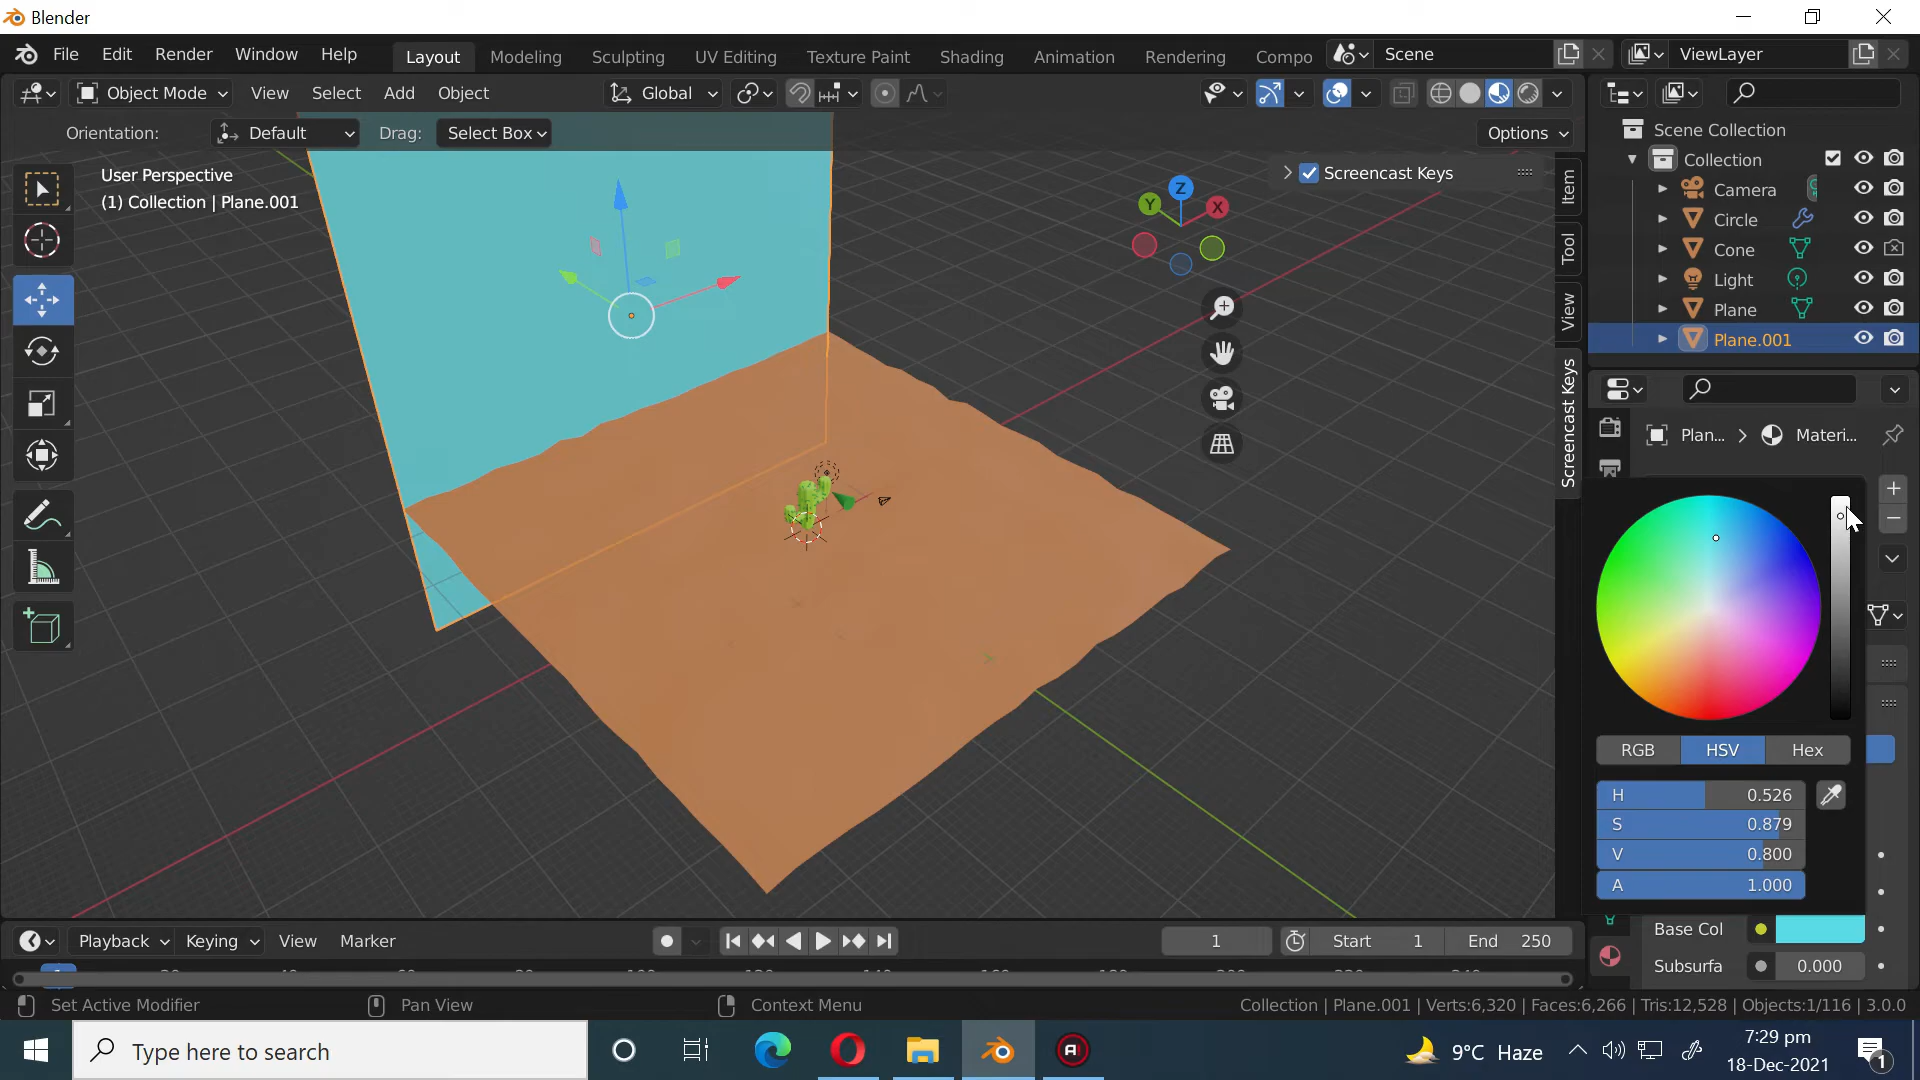 Blender
File Edit Render Window Help Layout Modeling Sculpting UV Editing Texture Paint Shading Animation Rendering Compo Scene ViewLayer
Object Mode View Select Add Object Global
Orientation: Default Drag: Select Box Options
User Perspective
(1) Collection | Plane.001
Screencast Keys
Z
Y
X
Item
Tool
View
Screencast Keys
Scene Collection
Collection
Camera
Circle
Cone
Light
Plane
Plane.001
Plan... Materi...
RGB HSV Hex
H 0.526
S 0.879
V 0.800
A 1.000
Base Col
Subsurfa 0.000
Playback Keying View Marker 1 Start 1 End 250
Set Active Modifier Pan View Context Menu Collection | Plane.001 | Verts:6,320 | Faces:6,266 | Tris:12,528 | Objects:1/116 | 3.0.0
Type here to search
9°C Haze
7:29 pm
18-Dec-2021
1